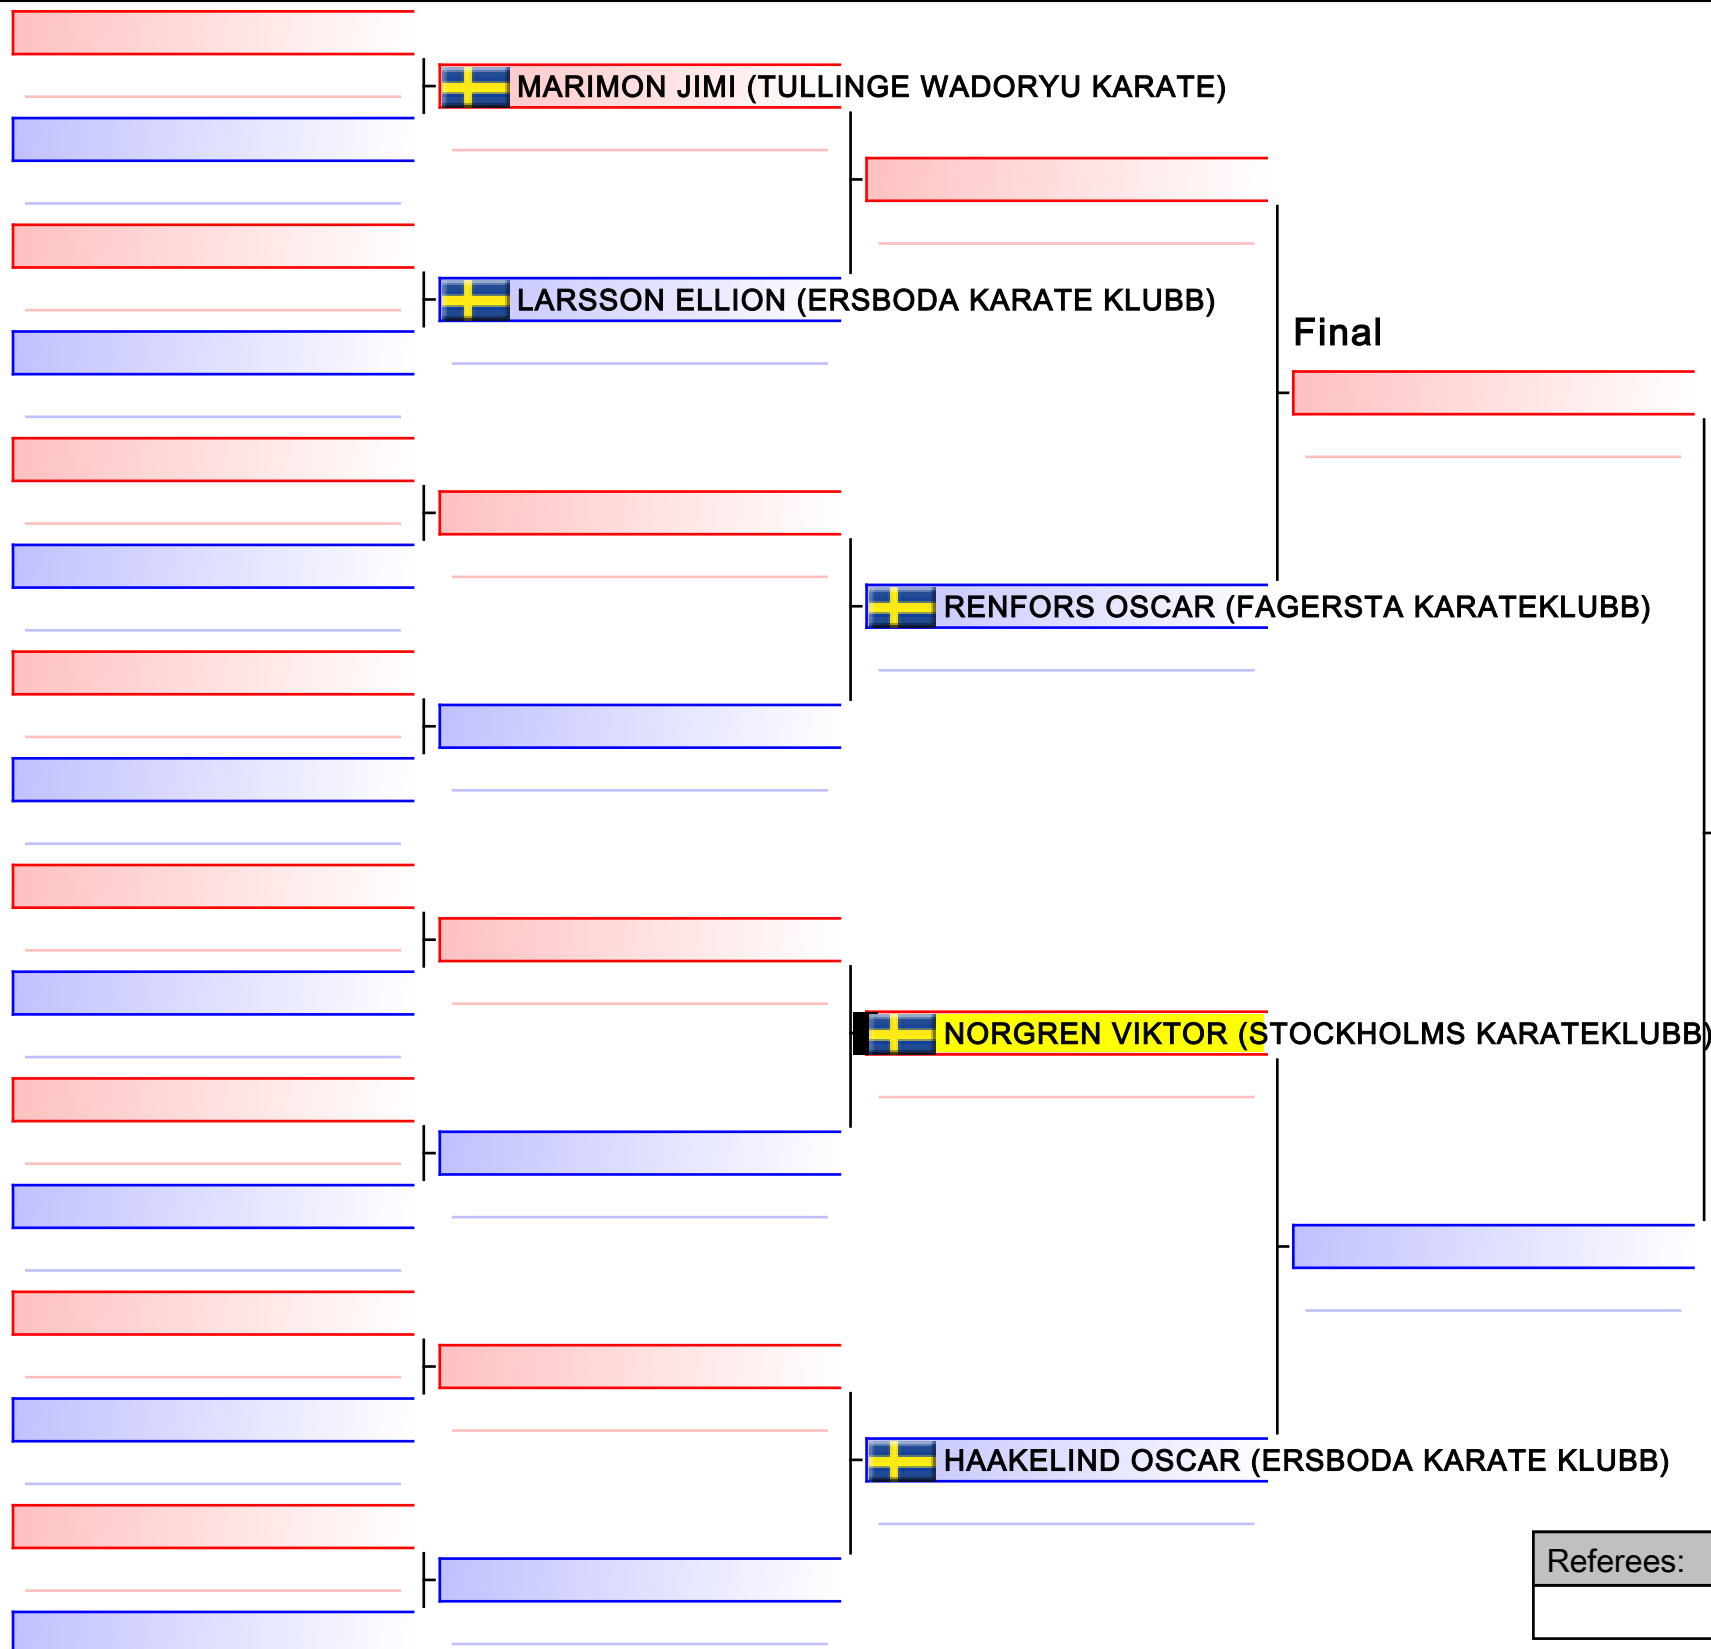 MARIMON JIMI (TULLINGE WADORYU KARATE)
LARSSON ELLION (ERSBODA KARATE KLUBB)
Final
RENFORS OSCAR (FAGERSTA KARATEKLUBB)
NORGREN VIKTOR (STOCKHOLMS KARATEKLUBB)
HAAKELIND OSCAR (ERSBODA KARATE KLUBB)
Referees: